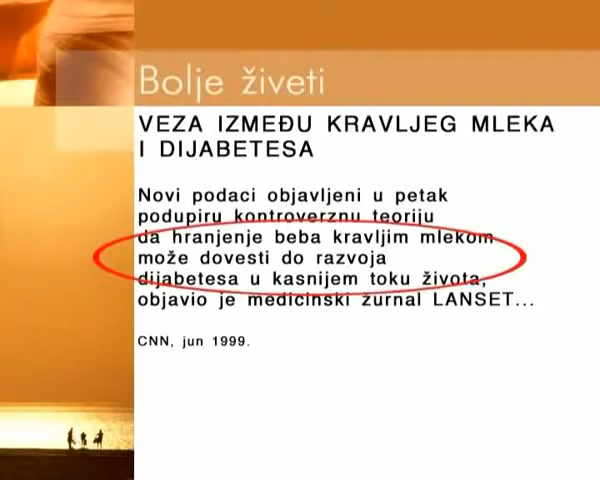 Bolje živeti
VEZA IZMEĐU KRAVLJEG MLEKA
I DIJABETESA
Novi podaci objavljeni u petak
podupiru kontroverznu teoriju
da hranjenje beba kravljim mlekom
može dovesti do razvoja
dijabetesa u kasnijem toku života,
objavio je medicinski žurnal LANSET...
CNN, jun 1999.